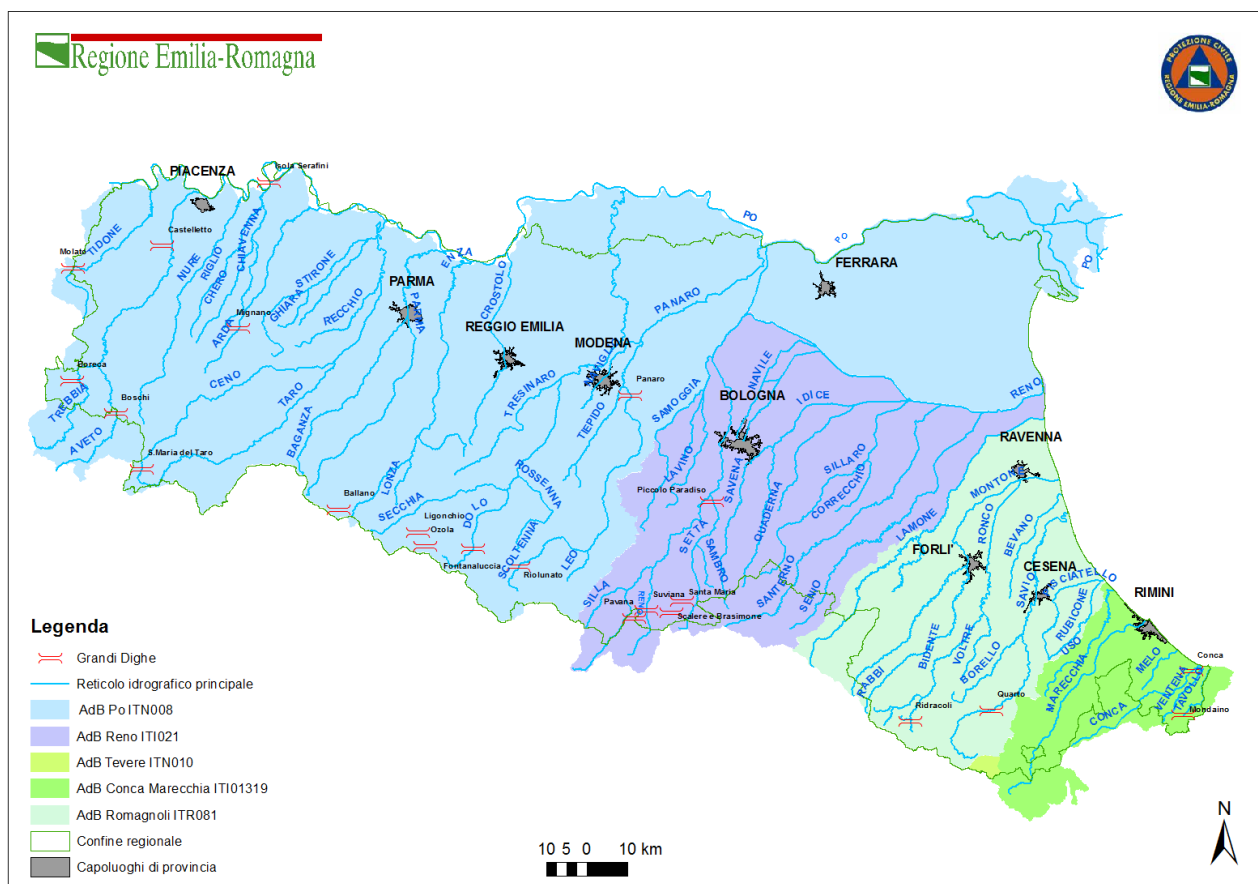 Regione Emilia-Romagna
PROTEZIONE CIVILE
REGIONE EMILIA-ROMAGNA
Isola Serafini
PIACENZA
Castelletto
Molato
TIDONE
NURE
RIGLIO
CHERO
CHIAVENNA
STIRONE
GHIARA
RECCHIO
Mignano
ARDA
PARMA
PARMA
ENZA
CROSTOLO
PO
PO
PO
FERRARA
PANARO
REGGIO EMILIA
MODENA
Panaro
TRESINARO
TIEPIDO
CENO
TARO
BAGANZA
Boreca
TREBBIA
Boschi
AVETO
S.Maria del Taro
LONZA
Ballano
SECCHIA
Ligonchio
Ozola
DOLO
ROSSENNA
Fontanaluccia
SCOLTENNA
Riolunato
LEO
SAMOGGIA
NAVILE
BOLOGNA
IDICE
RENO
LAVINO
SAVENA
Piccolo Paradiso
SETTA
SAMBRO
QUADERNA
SILLARO
CORRECCHIO
SANTERNO
SENIO
LAMONE
SILLA
RENO
Pavana
Suviana
Santa Maria
Scalere e Brasimone
RAVENNA
MONTONE
RONCO
BEVANO
FORLI'
CESENA
SAVIO
PISCIATELLO
RIMINI
RUBICONE
USO
MARECCHIA
RABBI
BIDENTE
VOLTRE
BORELLO
Ridracoli
Quarto
MELO
Conca
VENTENA
TAVOLLO
Mondaino
CONCA
Legenda
Grandi Dighe
Reticolo idrografico principale
AdB Po ITN008
AdB Reno ITI021
AdB Tevere ITN010
AdB Conca Marecchia ITI01319
AdB Romagnoli ITR081
Confine regionale
Capoluoghi di provincia
10 5 0 10 km
N